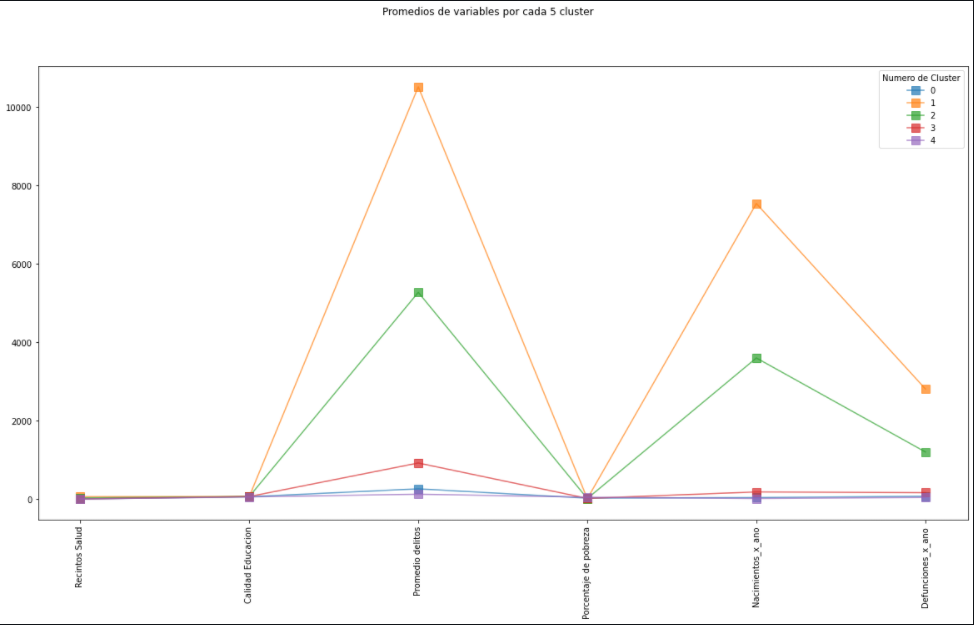 Promedios de variables por cada 5 cluster
Numero de Cluster
0
1
2
3
4
10000
8000
6000
4000
2000
0
Recintos Salud
Calidad Educacion
Promedio delitos
Porcentaje de pobreza
Nacimientos_x_ano
Defunciones_x_ano